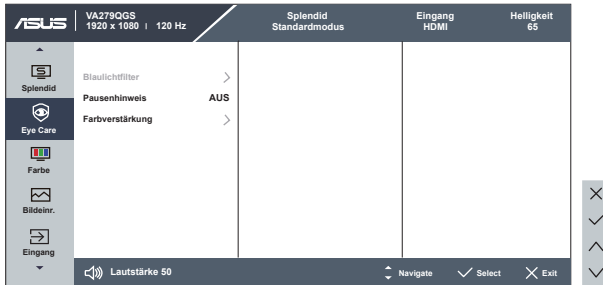 ASUS
VA279QGS
1920 x 1080 | 120 Hz
Splendid
Standardmodus
Eingang
HDMI
Helligkeit
65
Splendid
Eye Care
Farbe
Bildeinr.
Eingang
Blaulichtfilter
Pausenhinweis AUS
Farbverstärkung
Lautstärke 50
Navigate
Select
Exit